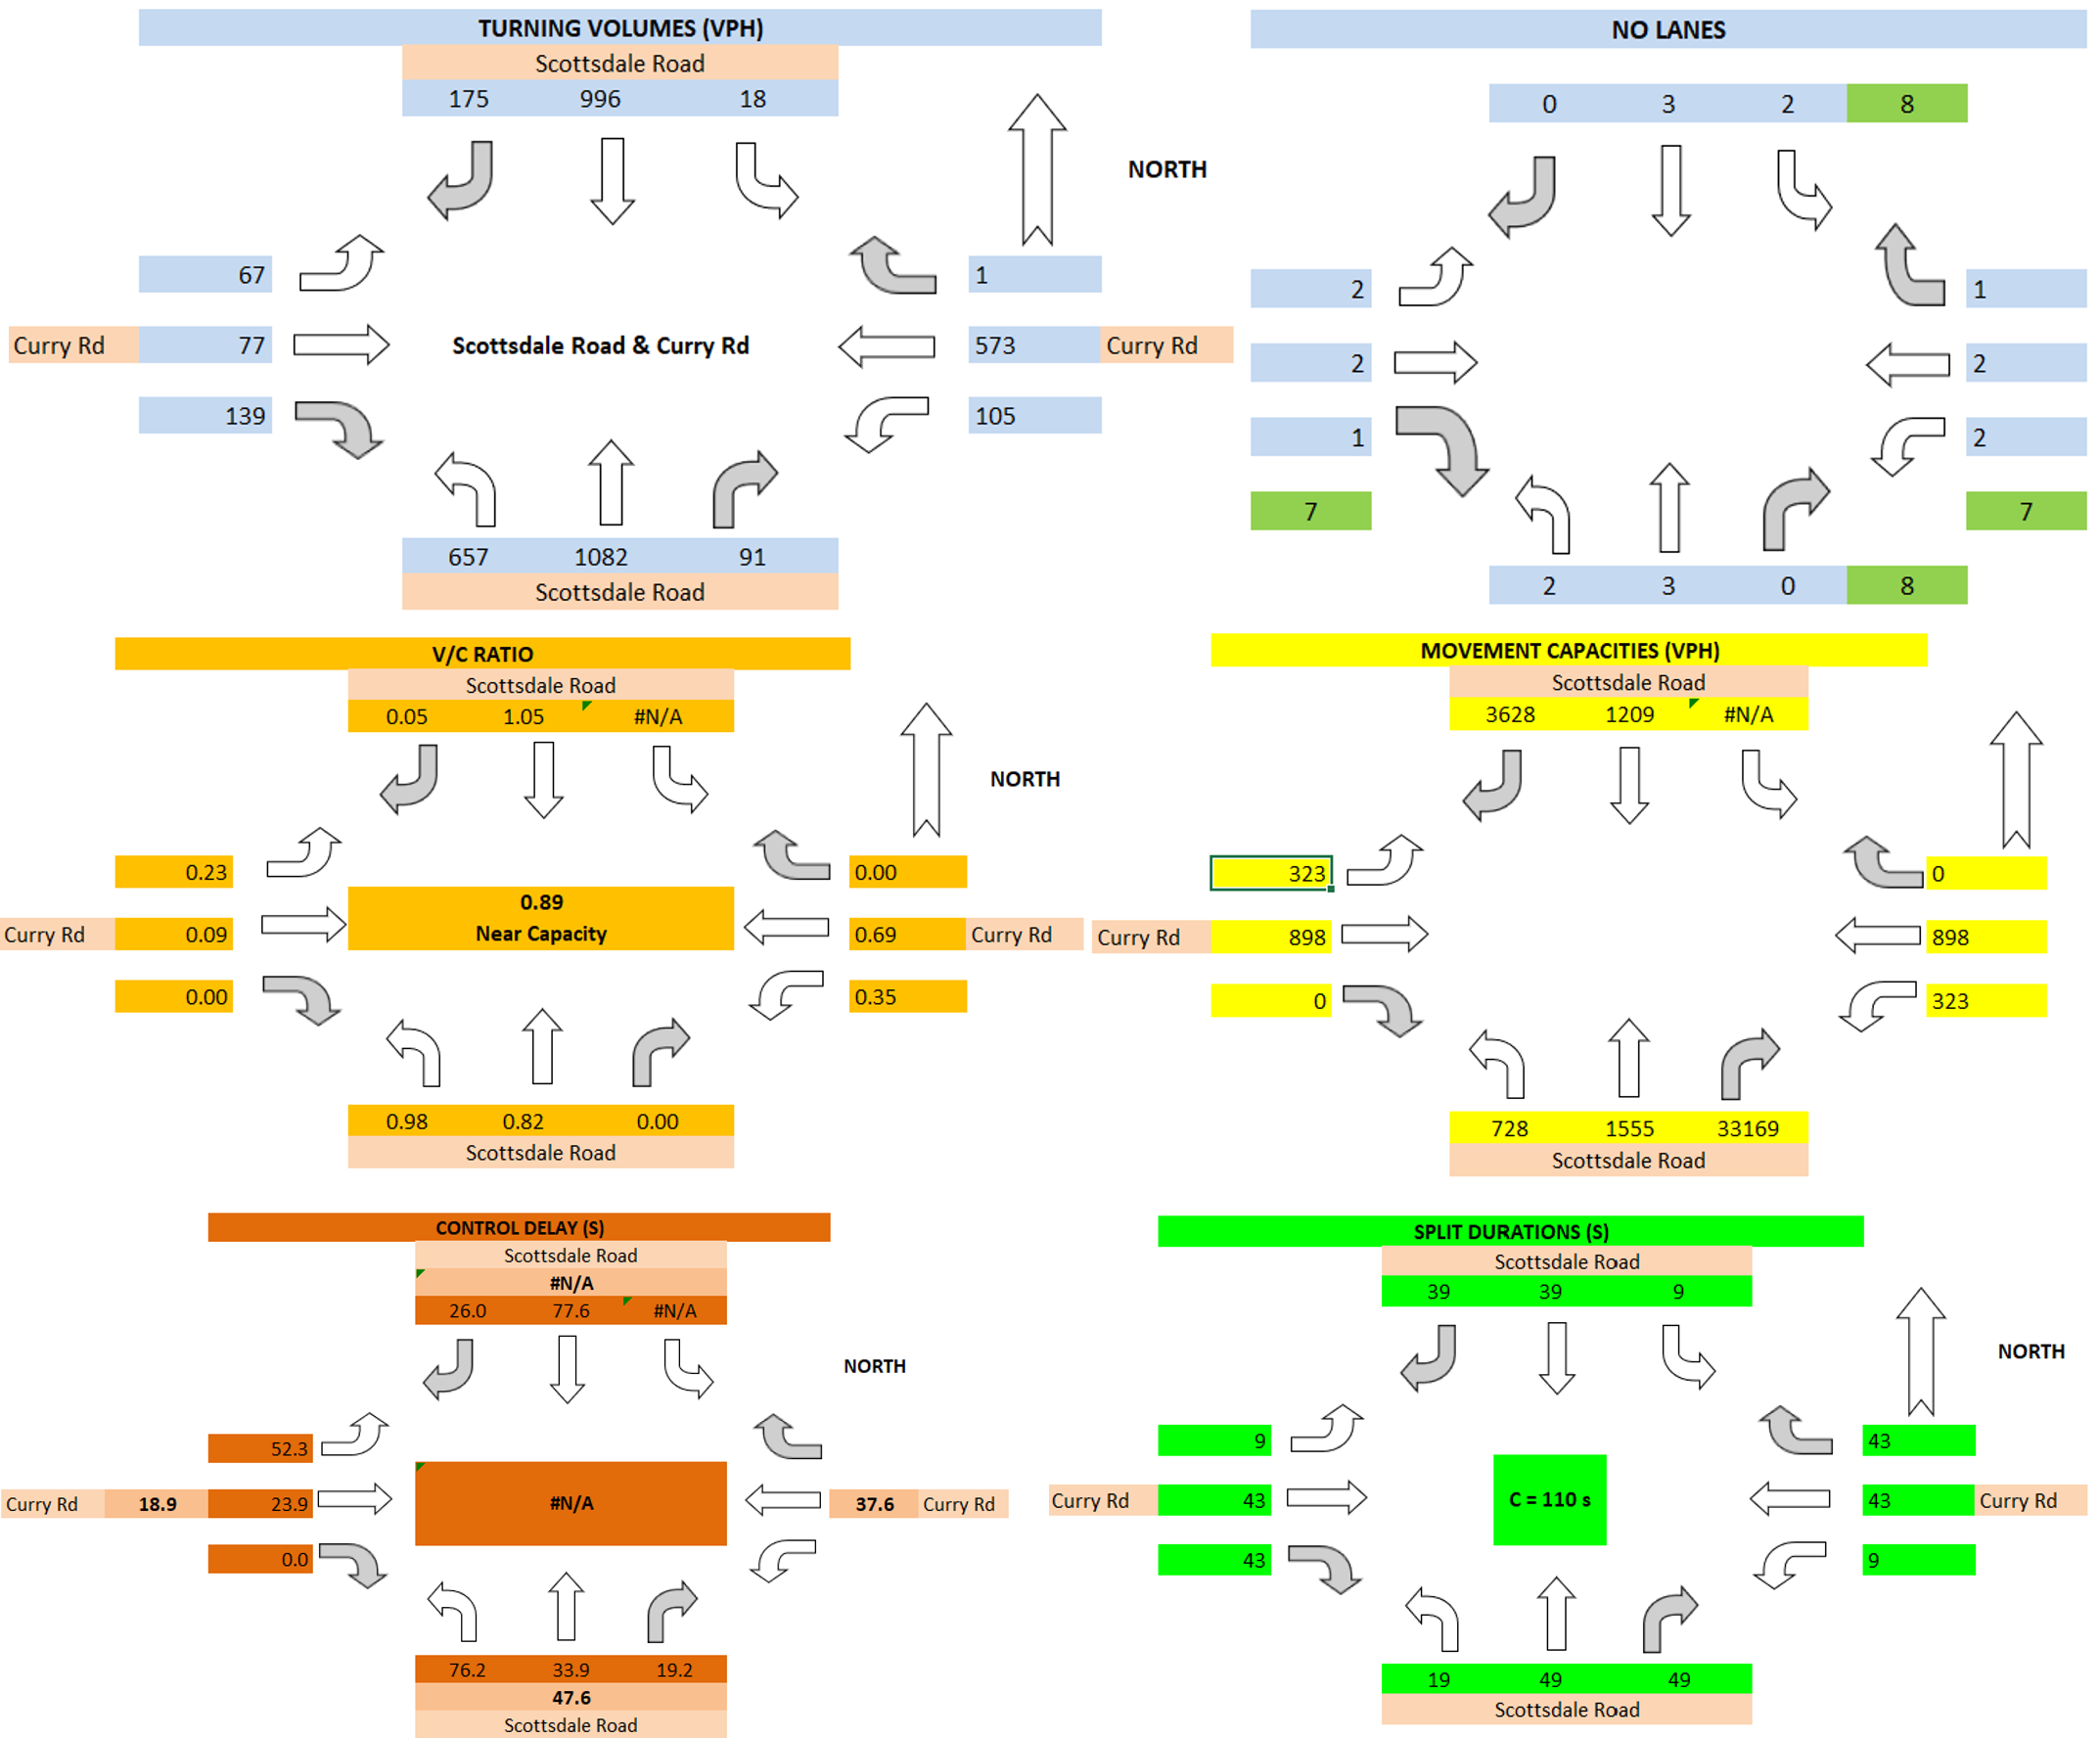 TURNING VOLUMES (VPH)
Scottsdale Road
175 996 18
NORTH
67
1
Curry Rd 77
Scottsdale Road & Curry Rd
573 Curry Rd
139
105
657 1082 91
Scottsdale Road
NO LANES
0 3 2 8
2
1
2
2
1
2
7
7
2 3 0 8
V/C RATIO
Scottsdale Road
0.05 1.05 #N/A
NORTH
0.23
0.00
0.89
Curry Rd 0.09
Near Capacity
0.69 Curry Rd
0.00
0.35
0.98 0.82 0.00
Scottsdale Road
MOVEMENT CAPACITIES (VPH)
Scottsdale Road
3628 1209 #N/A
323
0
Curry Rd 898
898
0
323
728 1555 33169
Scottsdale Road
CONTROL DELAY (S)
Scottsdale Road
#N/A
26.0 77.6 #N/A
NORTH
52.3
Curry Rd 18.9 23.9
#N/A
37.6 Curry Rd
0.0
76.2 33.9 19.2
47.6
Scottsdale Road
SPLIT DURATIONS (S)
Scottsdale Road
39 39 9
NORTH
9
43
Curry Rd 43
C = 110 s
43 Curry Rd
43
9
19 49 49
Scottsdale Road